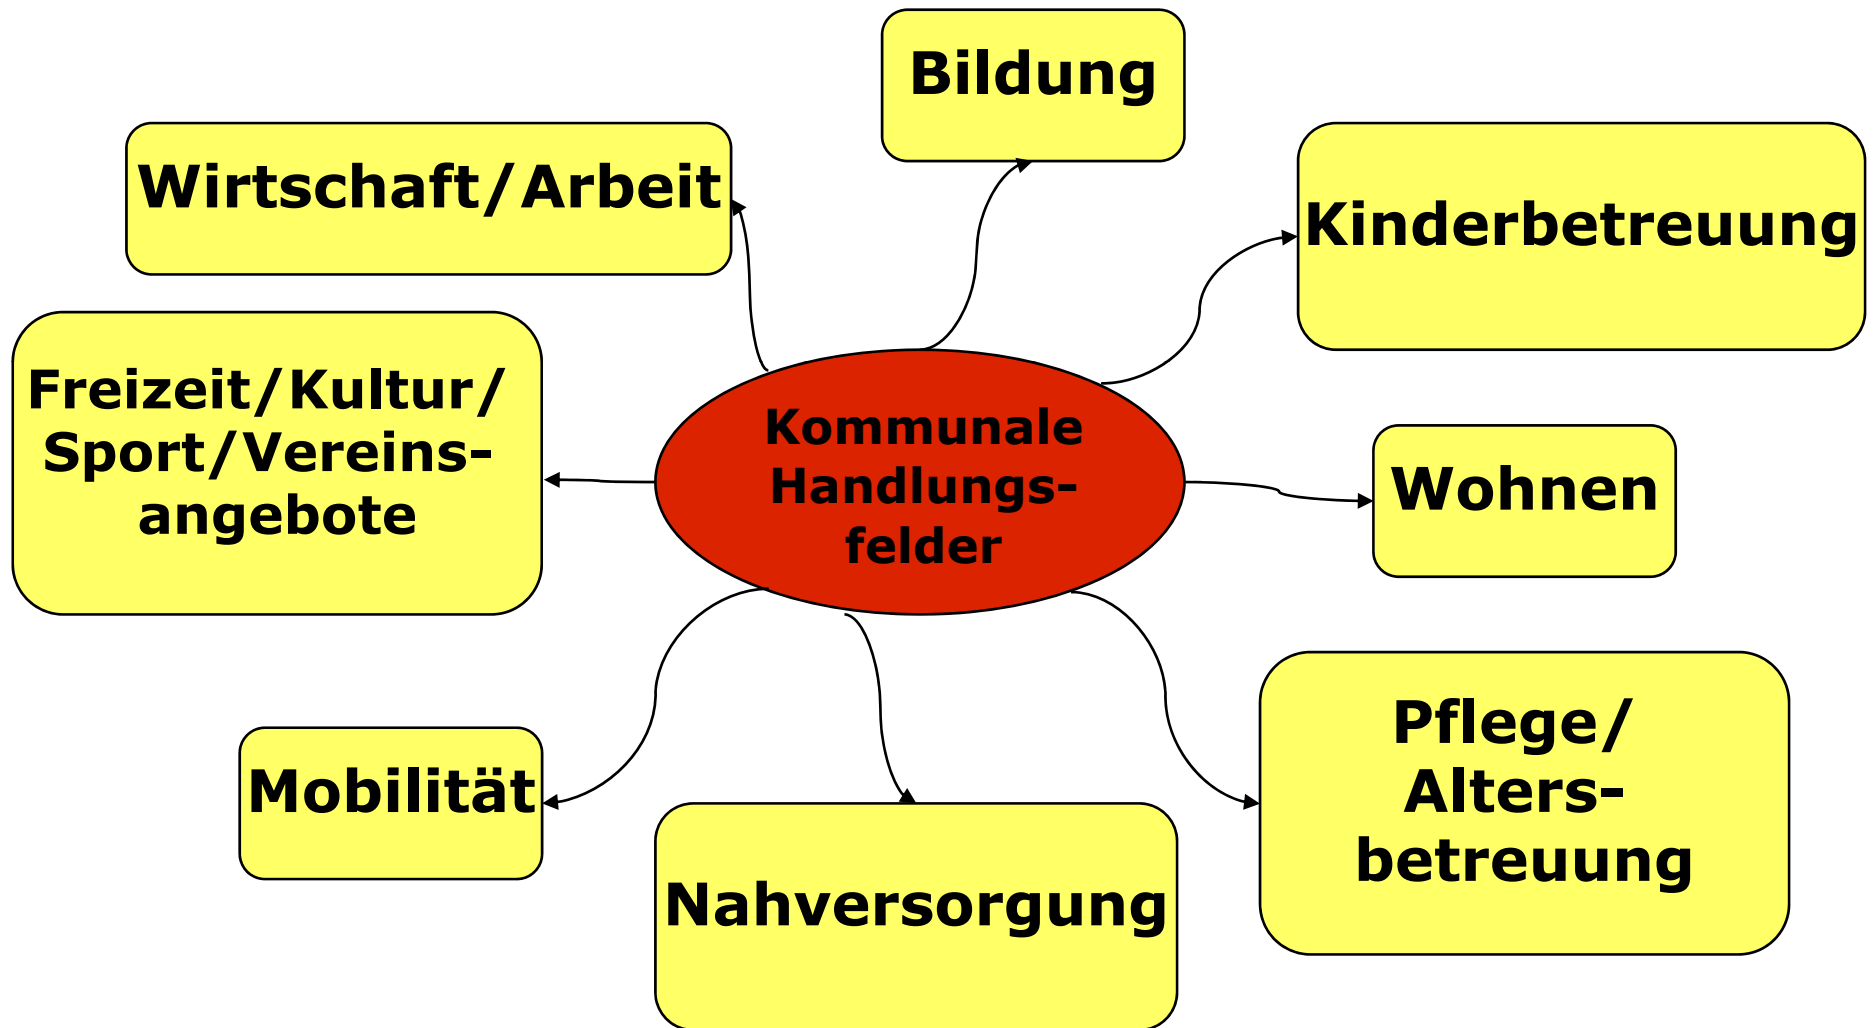 Bildung
Wirtschaft/Arbeit
Kinderbetreuung
Freizeit/Kultur/
Sport/Vereins-
angebote
Kommunale
Handlungs-
felder
Wohnen
Pflege/
Alters-
betreuung
Mobilität
Nahversorgung